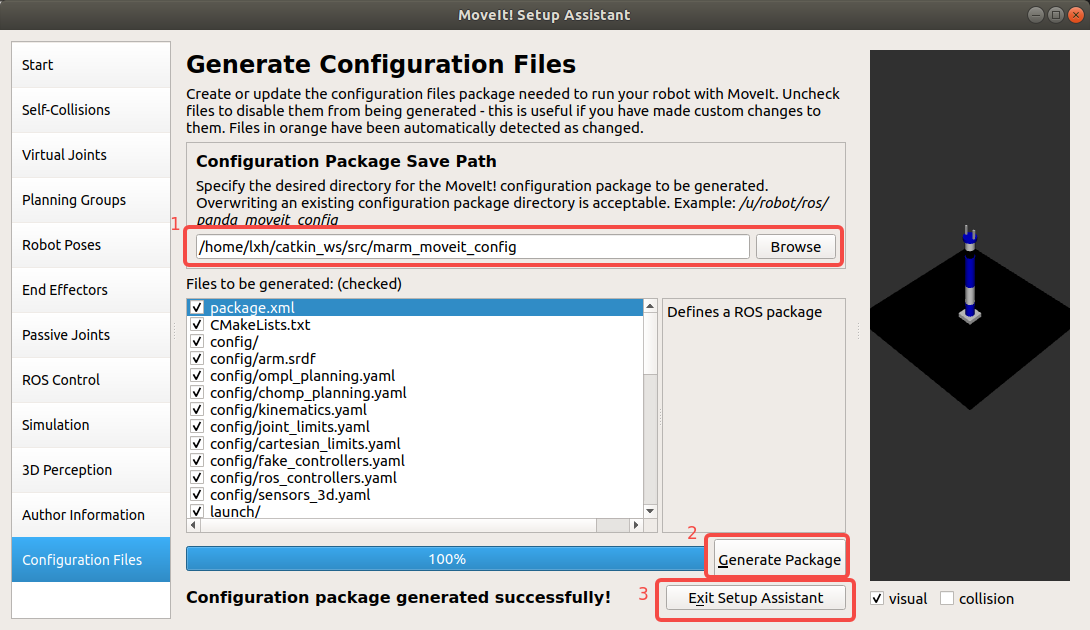 MoveIt! Setup Assistant
Start
Self-Collisions
Virtual Joints
Planning Groups
Robot Poses
End Effectors
Passive Joints
ROS Control
Simulation
3D Perception
Author Information
Configuration Files
Generate Configuration Files
Create or update the configuration files package needed to run your robot with MoveIt. Uncheck
files to disable them from being generated - this is useful if you have made custom changes to
them. Files in orange have been automatically detected as changed.
Configuration Package Save Path
Specify the desired directory for the MoveIt! configuration package to be generated.
Overwriting an existing configuration package directory is acceptable. Example: /u/robot/ros/
panda_moveit_config
1
/home/lxh/catkin_ws/src/marm_moveit_config
Browse
Files to be generated: (checked)
package.xml
CMakeLists.txt
config/
config/arm.srdf
config/ompl_planning.yaml
config/chomp_planning.yaml
config/kinematics.yaml
config/joint_limits.yaml
config/cartesian_limits.yaml
config/fake_controllers.yaml
config/ros_controllers.yaml
config/sensors_3d.yaml
launch/
Defines a ROS package
100%
2
Generate Package
Configuration package generated successfully!
3
Exit Setup Assistant
visual
collision